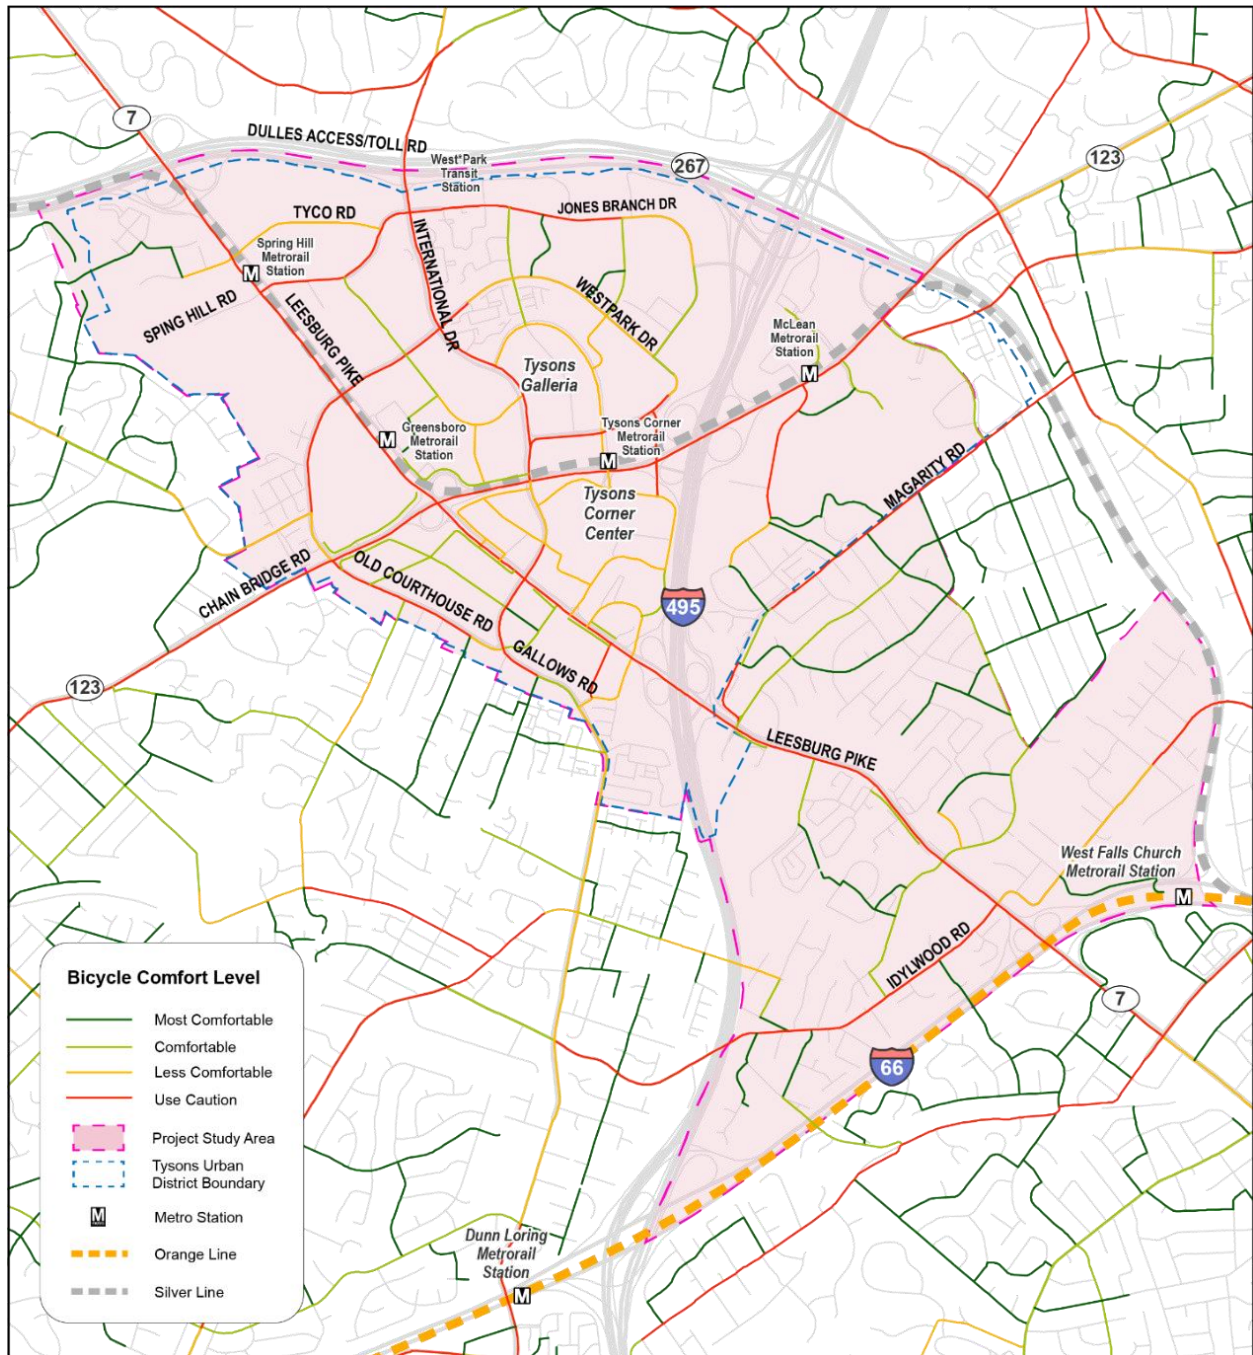 7
DULLES ACCESS/TOLL RD
West*Park
Transit
Station
267
123
TYCO RD
JONES BRANCH DR
INTERNATIONAL DR
Spring Hill
Metrorail
Station
M
SPING HILL RD
LEESBURG PIKE
WESTPARK DR
McLean
Metrorail
Station
M
Tysons
Galleria
Greensboro
Metrorail
Station
M
Tysons Corner
Metrorail
Station
M
Tysons
Corner
Center
MAGARITY RD
CHAIN BRIDGE RD
OLD COURTHOUSE RD
495
GALLOWS RD
123
LEESBURG PIKE
West Falls Church
Metrorail Station
M
IDYLWOOD RD
7
66
Bicycle Comfort Level
Most Comfortable
Comfortable
Less Comfortable
Use Caution
Project Study Area
Tysons Urban
District Boundary
M
Metro Station
Orange Line
Silver Line
Dunn Loring
Metrorail
Station
M